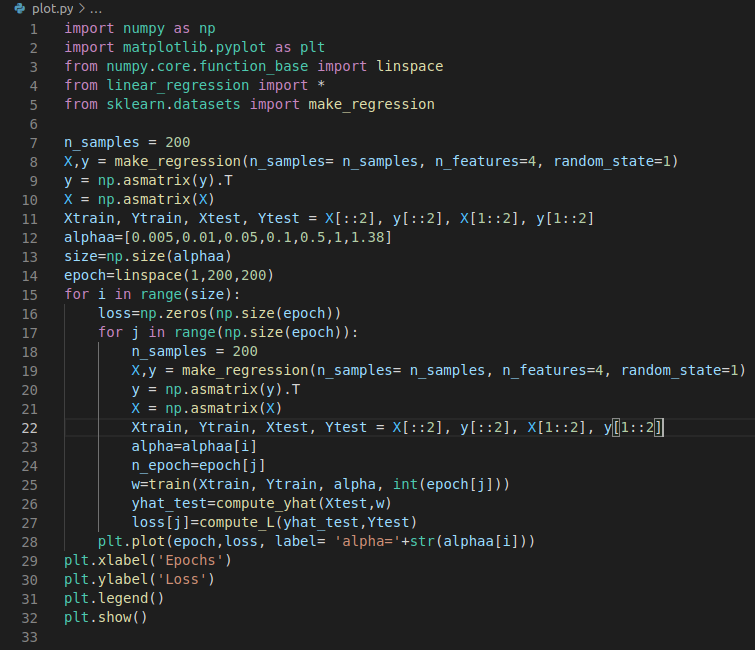 plot.py > ...
1 import numpy as np
2 import matplotlib.pyplot as plt
3 from numpy.core.function_base import linspace
4 from linear_regression import *
5 from sklearn.datasets import make_regression
6
7 n_samples = 200
8 X,y = make_regression(n_samples= n_samples, n_features=4, random_state=1)
9 y = np.asmatrix(y).T
10 X = np.asmatrix(X)
11 Xtrain, Ytrain, Xtest, Ytest = X[::2], y[::2], X[1::2], y[1::2]
12 alphaa=[0.005,0.01,0.05,0.1,0.5,1,1.38]
13 size=np.size(alphaa)
14 epoch=linspace(1,200,200)
15 for i in range(size):
16     loss=np.zeros(np.size(epoch))
17     for j in range(np.size(epoch)):
18         n_samples = 200
19         X,y = make_regression(n_samples= n_samples, n_features=4, random_state=1)
20         y = np.asmatrix(y).T
21         X = np.asmatrix(X)
22         Xtrain, Ytrain, Xtest, Ytest = X[::2], y[::2], X[1::2], y[1::2]
23         alpha=alphaa[i]
24         n_epoch=epoch[j]
25         w=train(Xtrain, Ytrain, alpha, int(epoch[j]))
26         yhat_test=compute_yhat(Xtest,w)
27         loss[j]=compute_L(yhat_test,Ytest)
28     plt.plot(epoch,loss, label= 'alpha='+str(alphaa[i]))
29 plt.xlabel('Epochs')
30 plt.ylabel('Loss')
31 plt.legend()
32 plt.show()
33